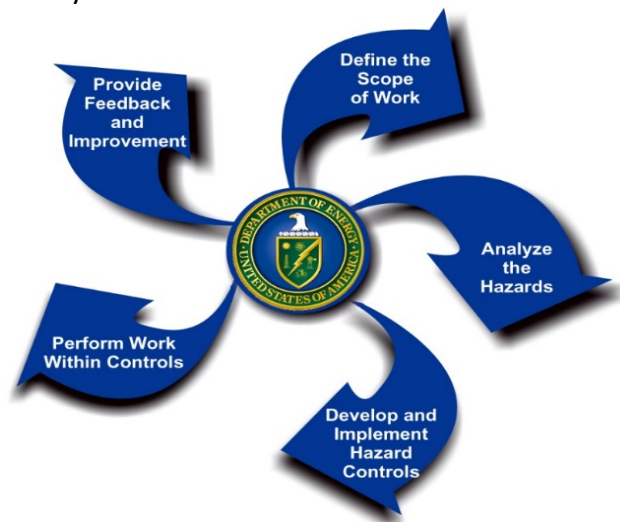 Define the
Scope
of Work
Analyze
the
Hazards
Develop and
Implement
Hazard
Controls
Perform Work
Within Controls
Provide
Feedback
and
Improvement
DEPARTMENT OF ENERGY
UNITED STATES OF AMERICA